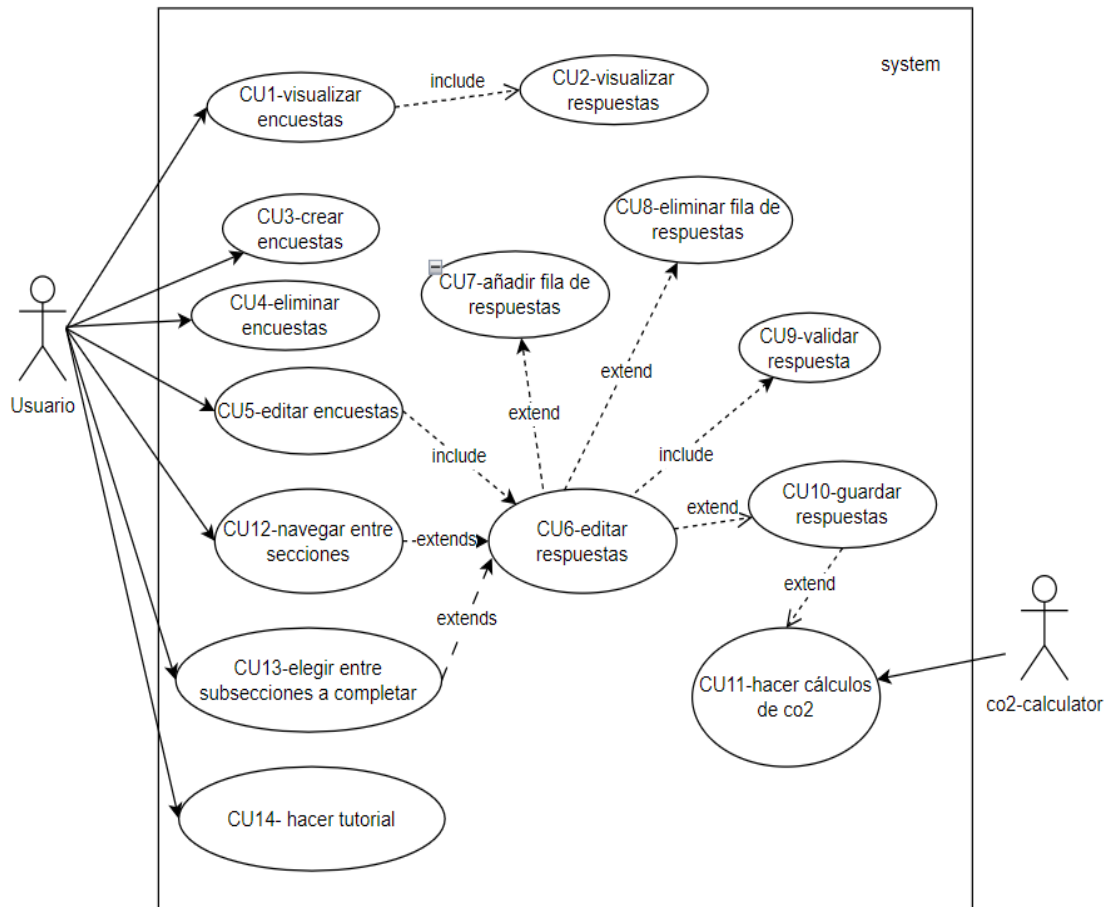 system
CU1-visualizar
encuestas
include
CU2-visualizar
respuestas
CU3-crear
encuestas
CU8-eliminar fila de
respuestas
CU7-añadir fila de
respuestas
CU4-eliminar
encuestas
CU9-validar
respuesta
extend
Usuario
CU5-editar encuestas
extend
include
include
CU10-guardar
respuestas
extend
CU12-navegar entre
secciones
extends
CU6-editar
respuestas
extend
extends
CU13-elegir entre
subsecciones a completar
CU11-hacer cálculos
de co2
co2-calculator
CU14- hacer tutorial